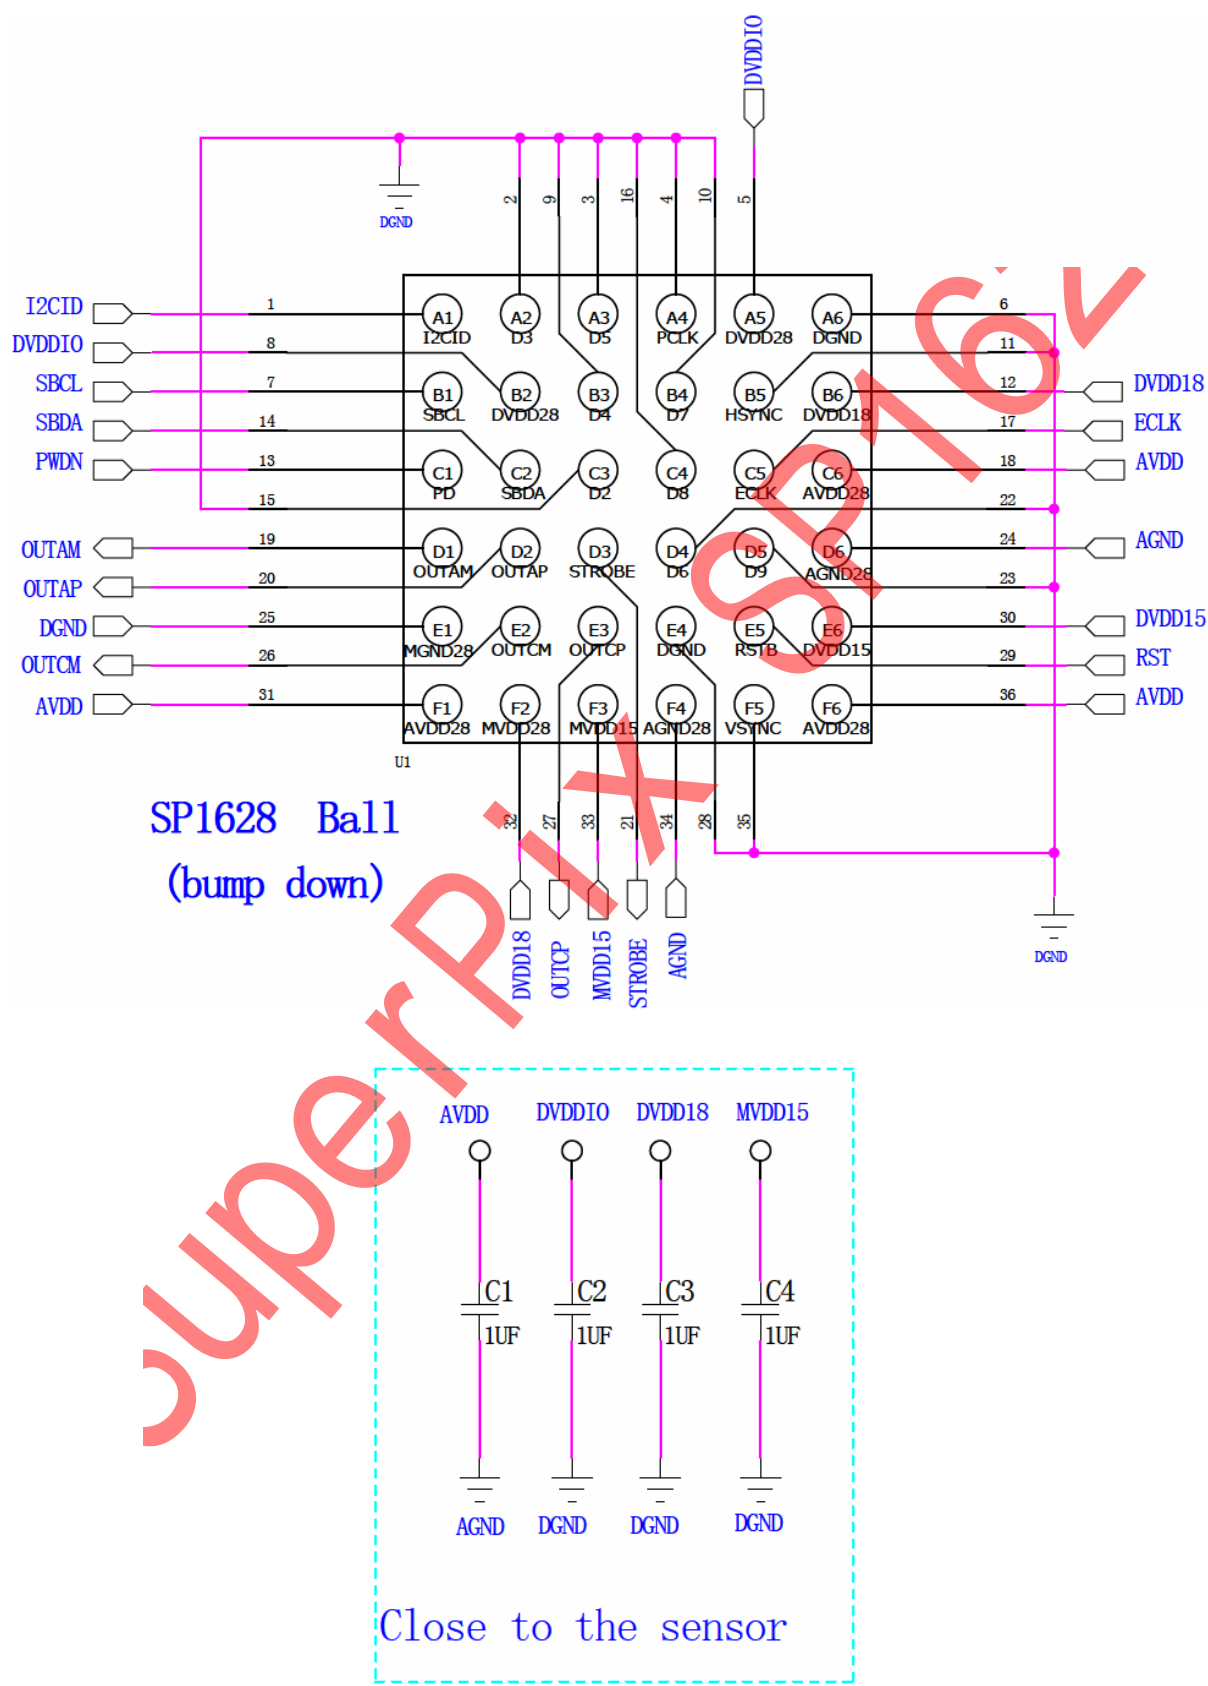 DVDDIO
2 9 3 16 4 10 5
DGND
I2CID 1 A1 A2 A3 A4 A5 A6 6
I2CID D3 D5 PCLK DVDD28 DGND
DVDDIO 8 11
SBCL 7 B1 B2 B3 B4 B5 B6 12 DVDD18
SBCL DVDD28 D4 D7 HSYNC DVDD18
SBDA 14 17 ECLK
PWDN 13 C1 C2 C3 C4 C5 C6 18 AVDD
PD SBDA D2 D8 ECLK AVDD28
15 22
OUTAM 19 D1 D2 D3 D4 D5 D6 24 AGND
OUTAM OUTAP STROBE D6 D9 AGND28
OUTAP 20 23
DGND 25 E1 E2 E3 E4 E5 E6 30 DVDD15
MGND28 OUTCM OUTCP DGND RSTB DVDD15
OUTCM 26 29 RST
AVDD 31 F1 F2 F3 F4 F5 F6 36 AVDD
AVDD28 MVDD28 MVDD15 AGND28 VSYNC AVDD28
U1
32 27 33 21 34 28 35
SP1628 Ball
(bump down)
DVDD18 OUTCP MVDD15 STROBE AGND
DGND
SuperPix SP162
AVDD DVDDIO DVDD18 MVDD15
C1 C2 C3 C4
1UF 1UF 1UF 1UF
AGND DGND DGND DGND
Close to the sensor